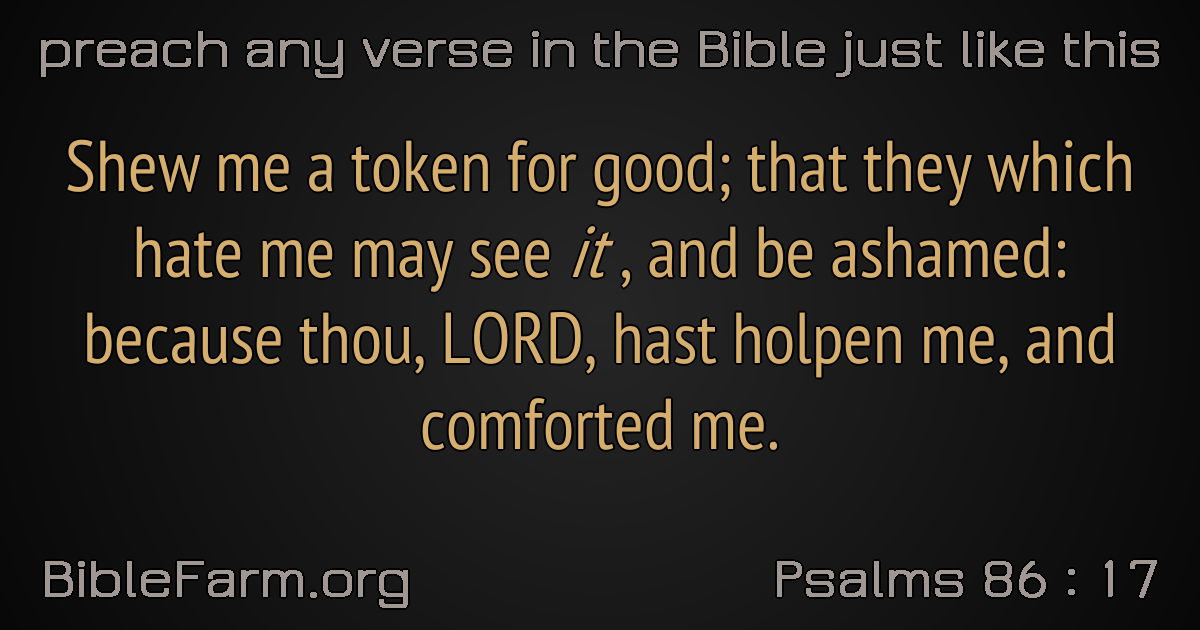 preach any verse in the Bible just like this
Shew me a token for good; that they which
hate me may see it , and be ashamed:
because thou, LORD, hast holpen me, and
comforted me.
BibleFarm.org
Psalms 86 : 17